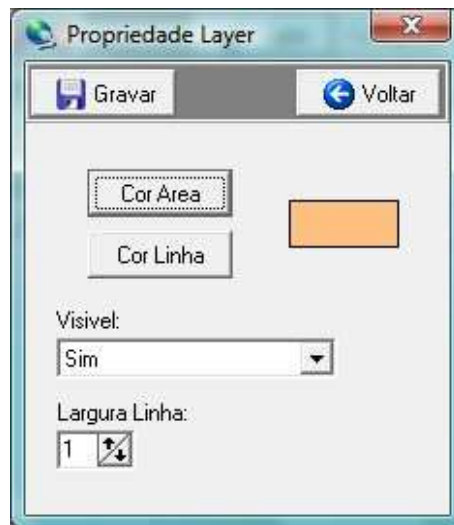 Propriedade Layer
Gravar
Voltar
Cor Area
Cor Linha
Visivel:
Sim
Largura Linha:
1